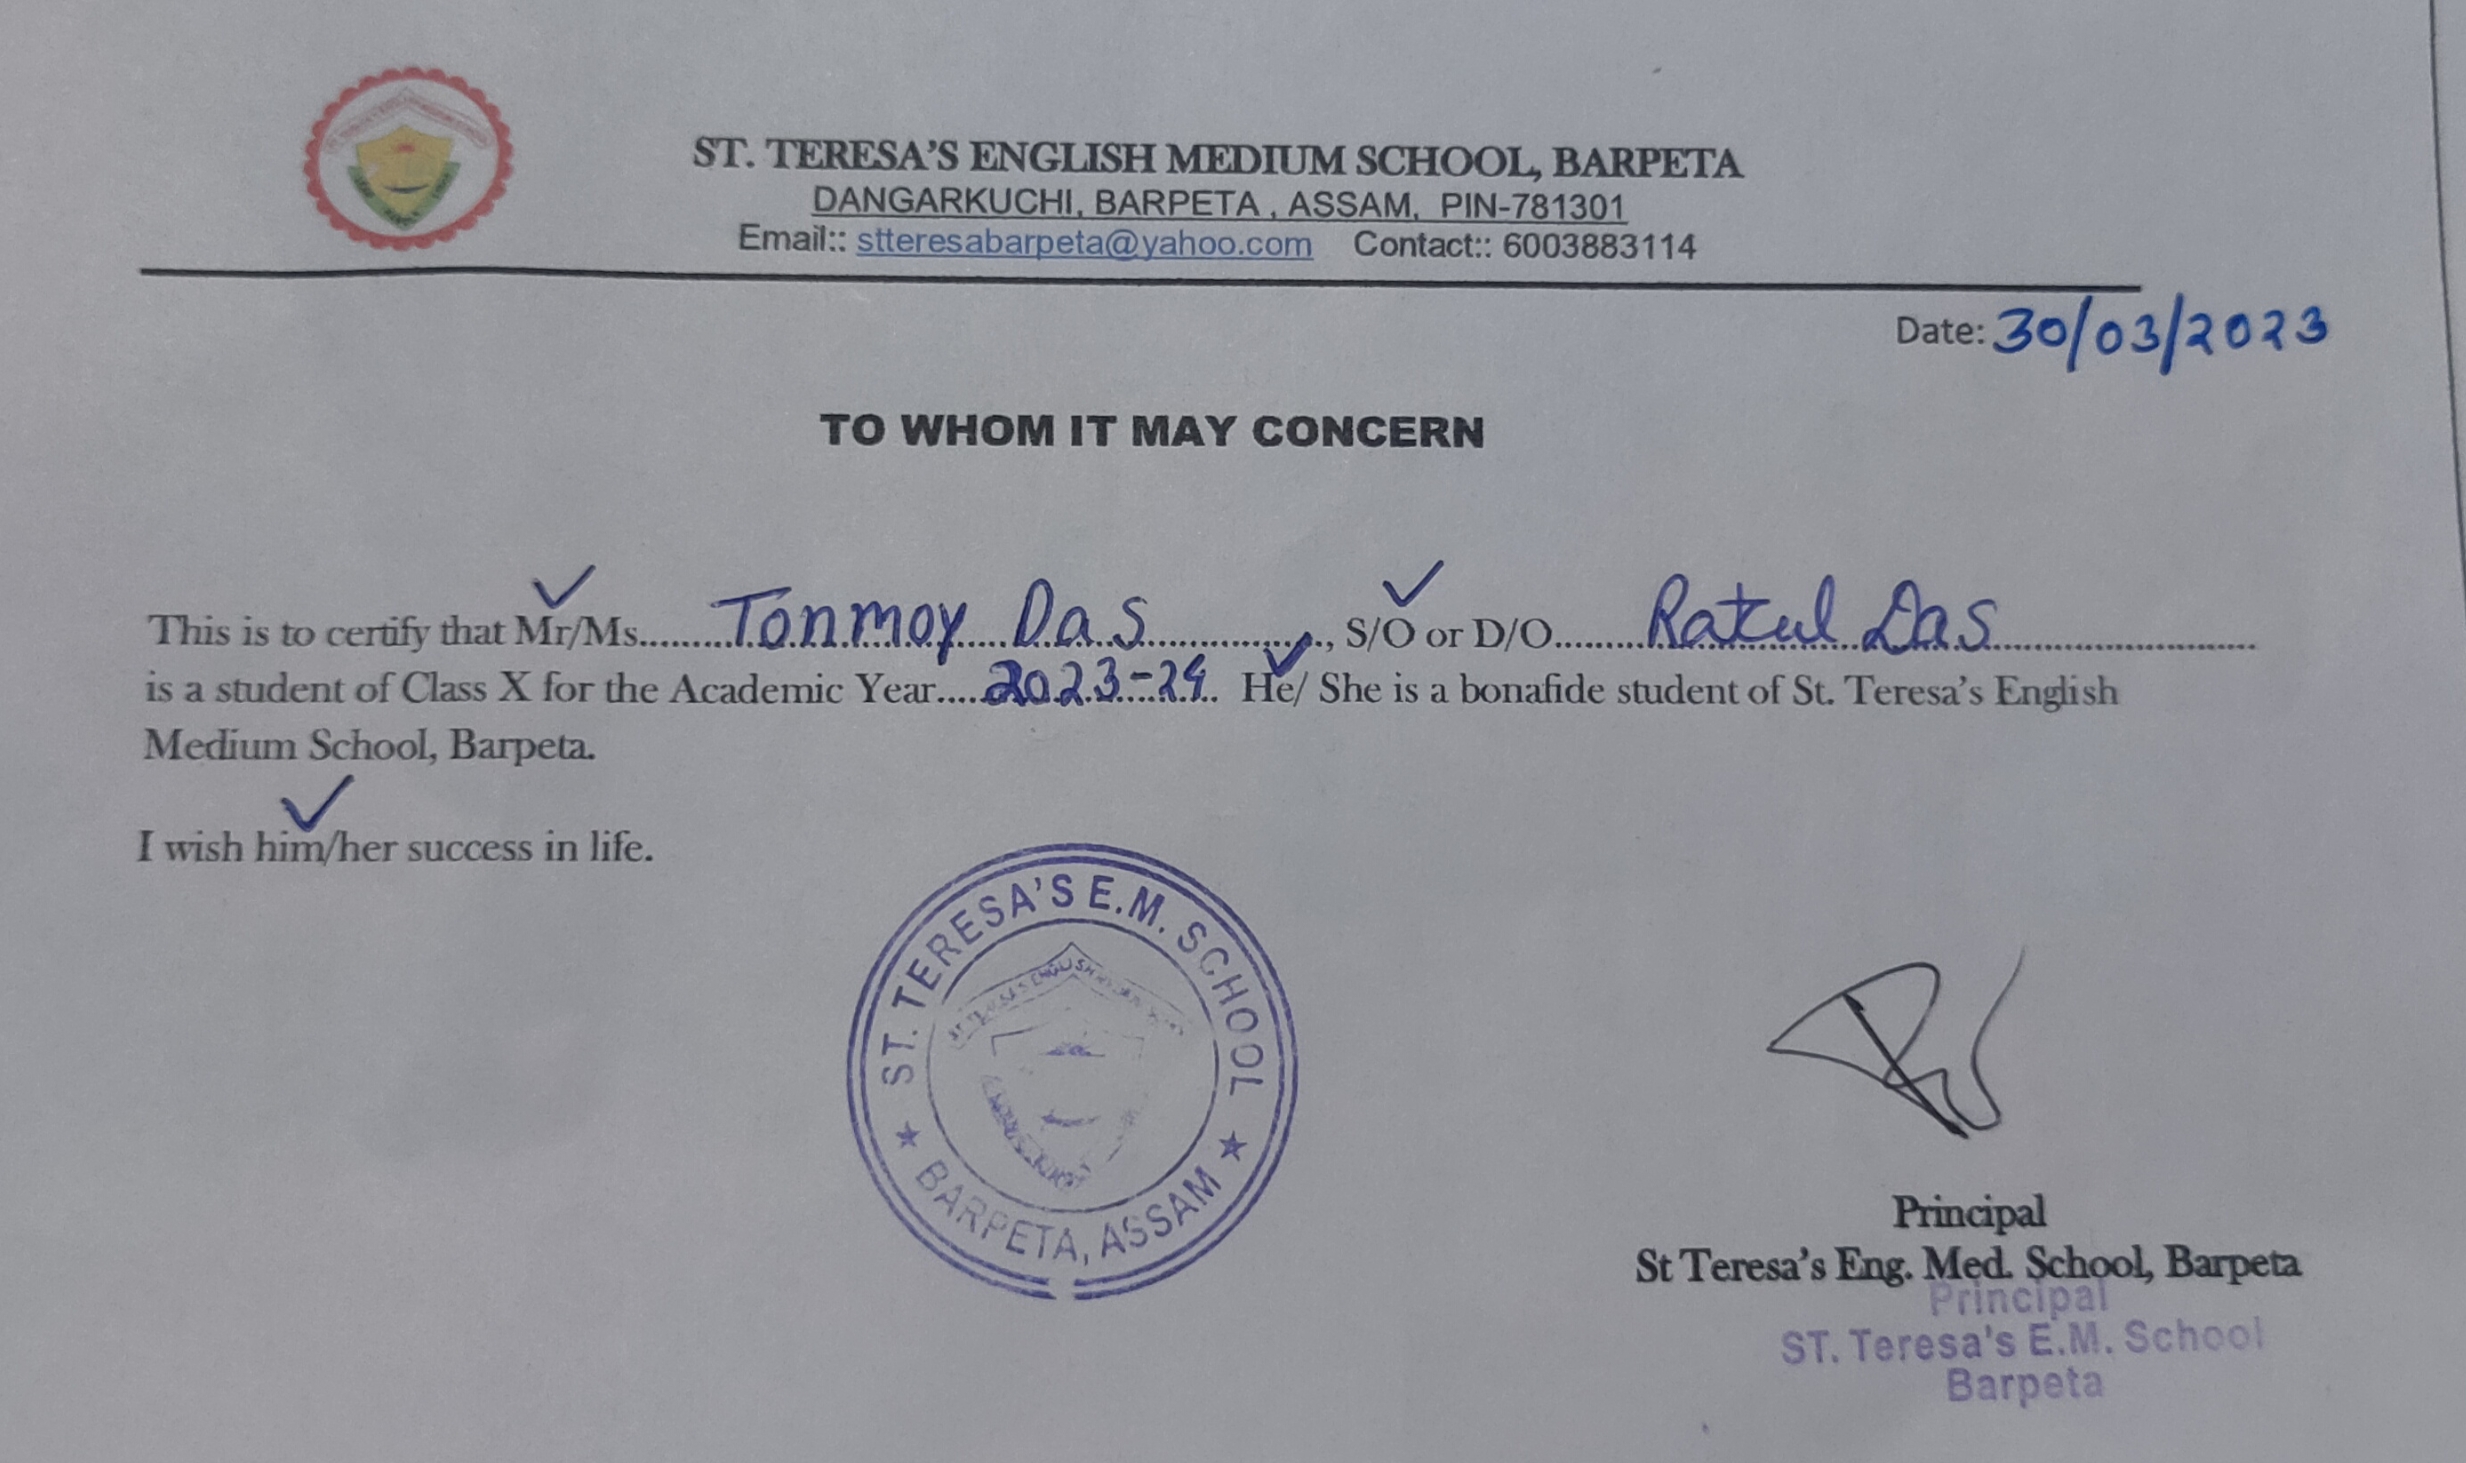 ST. TERESA'S ENGLISH MEDIUM SCHOOL, BARPETA
DANGARKUCHI, BARPETA , ASSAM, PIN-781301
Email:: stteresabarpeta@yahoo.com Contact:: 6003883114
Date: 30/03/2023
TO WHOM IT MAY CONCERN
This is to certify that Mr/Ms.........Tonmoy Das..................., S/O or D/O.........Ratul Das..........................
is a student of Class X for the Academic Year.....2023-24.. He/ She is a bonafide student of St. Teresa's English
Medium School, Barpeta.
I wish him/her success in life.
ST. TERESA'S E.M. SCHOOL
★ BARPETA, ASSAM ★
Principal
St Teresa's Eng. Med. School, Barpeta
Principal
ST. Teresa's E.M. School
Barpeta